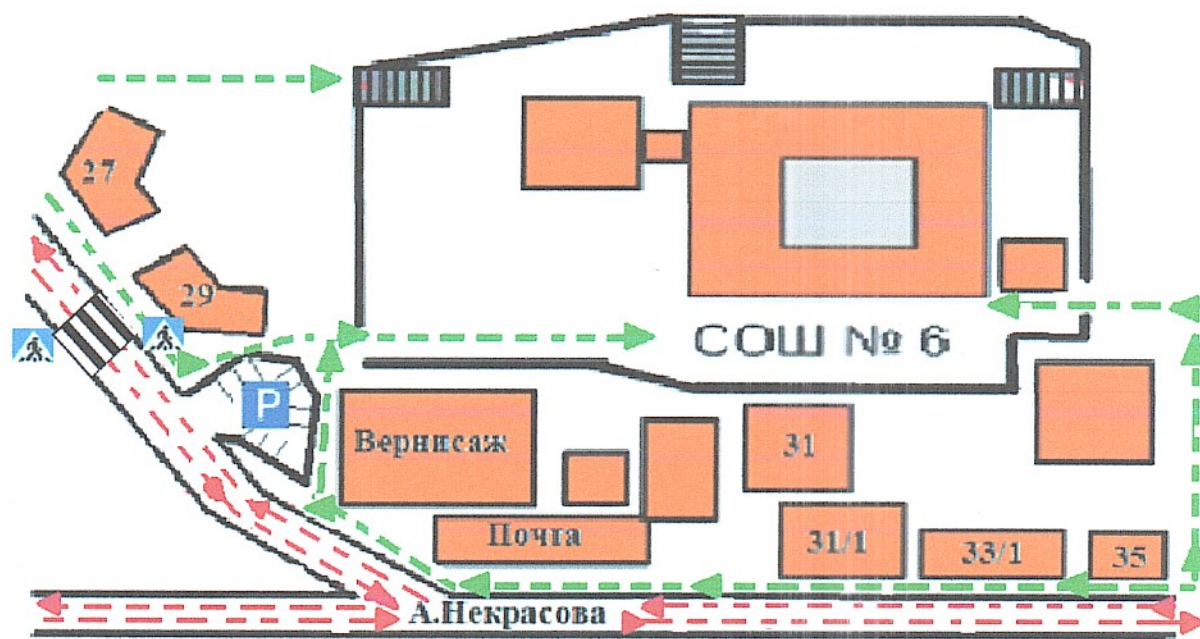 27
29
СОШ № 6
P
Вернисаж
31
Почта
31/1
33/1
35
А.Некрасова